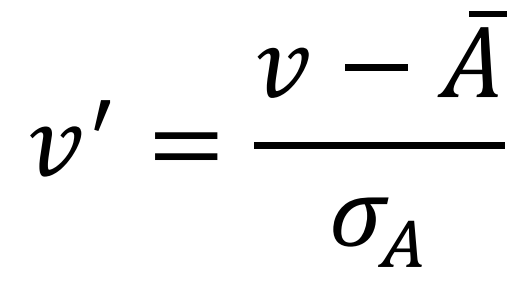 v′ = (v − Ā) / σ_A